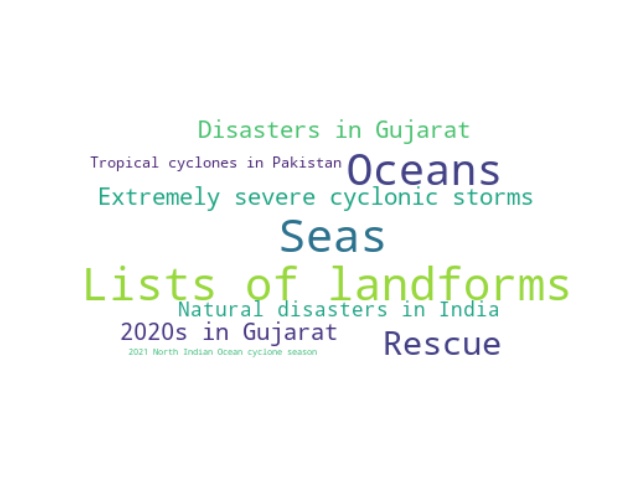 Disasters in Gujarat
Tropical cyclones in Pakistan
Oceans
Extremely severe cyclonic storms
Seas
Lists of landforms
Natural disasters in India
2020s in Gujarat
Rescue
2021 North Indian Ocean cyclone season